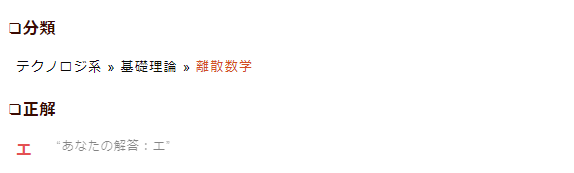 ❏分類
テクノロジ系 » 基礎理論 » 離散数学
❏正解
エ “あなたの解答：エ”